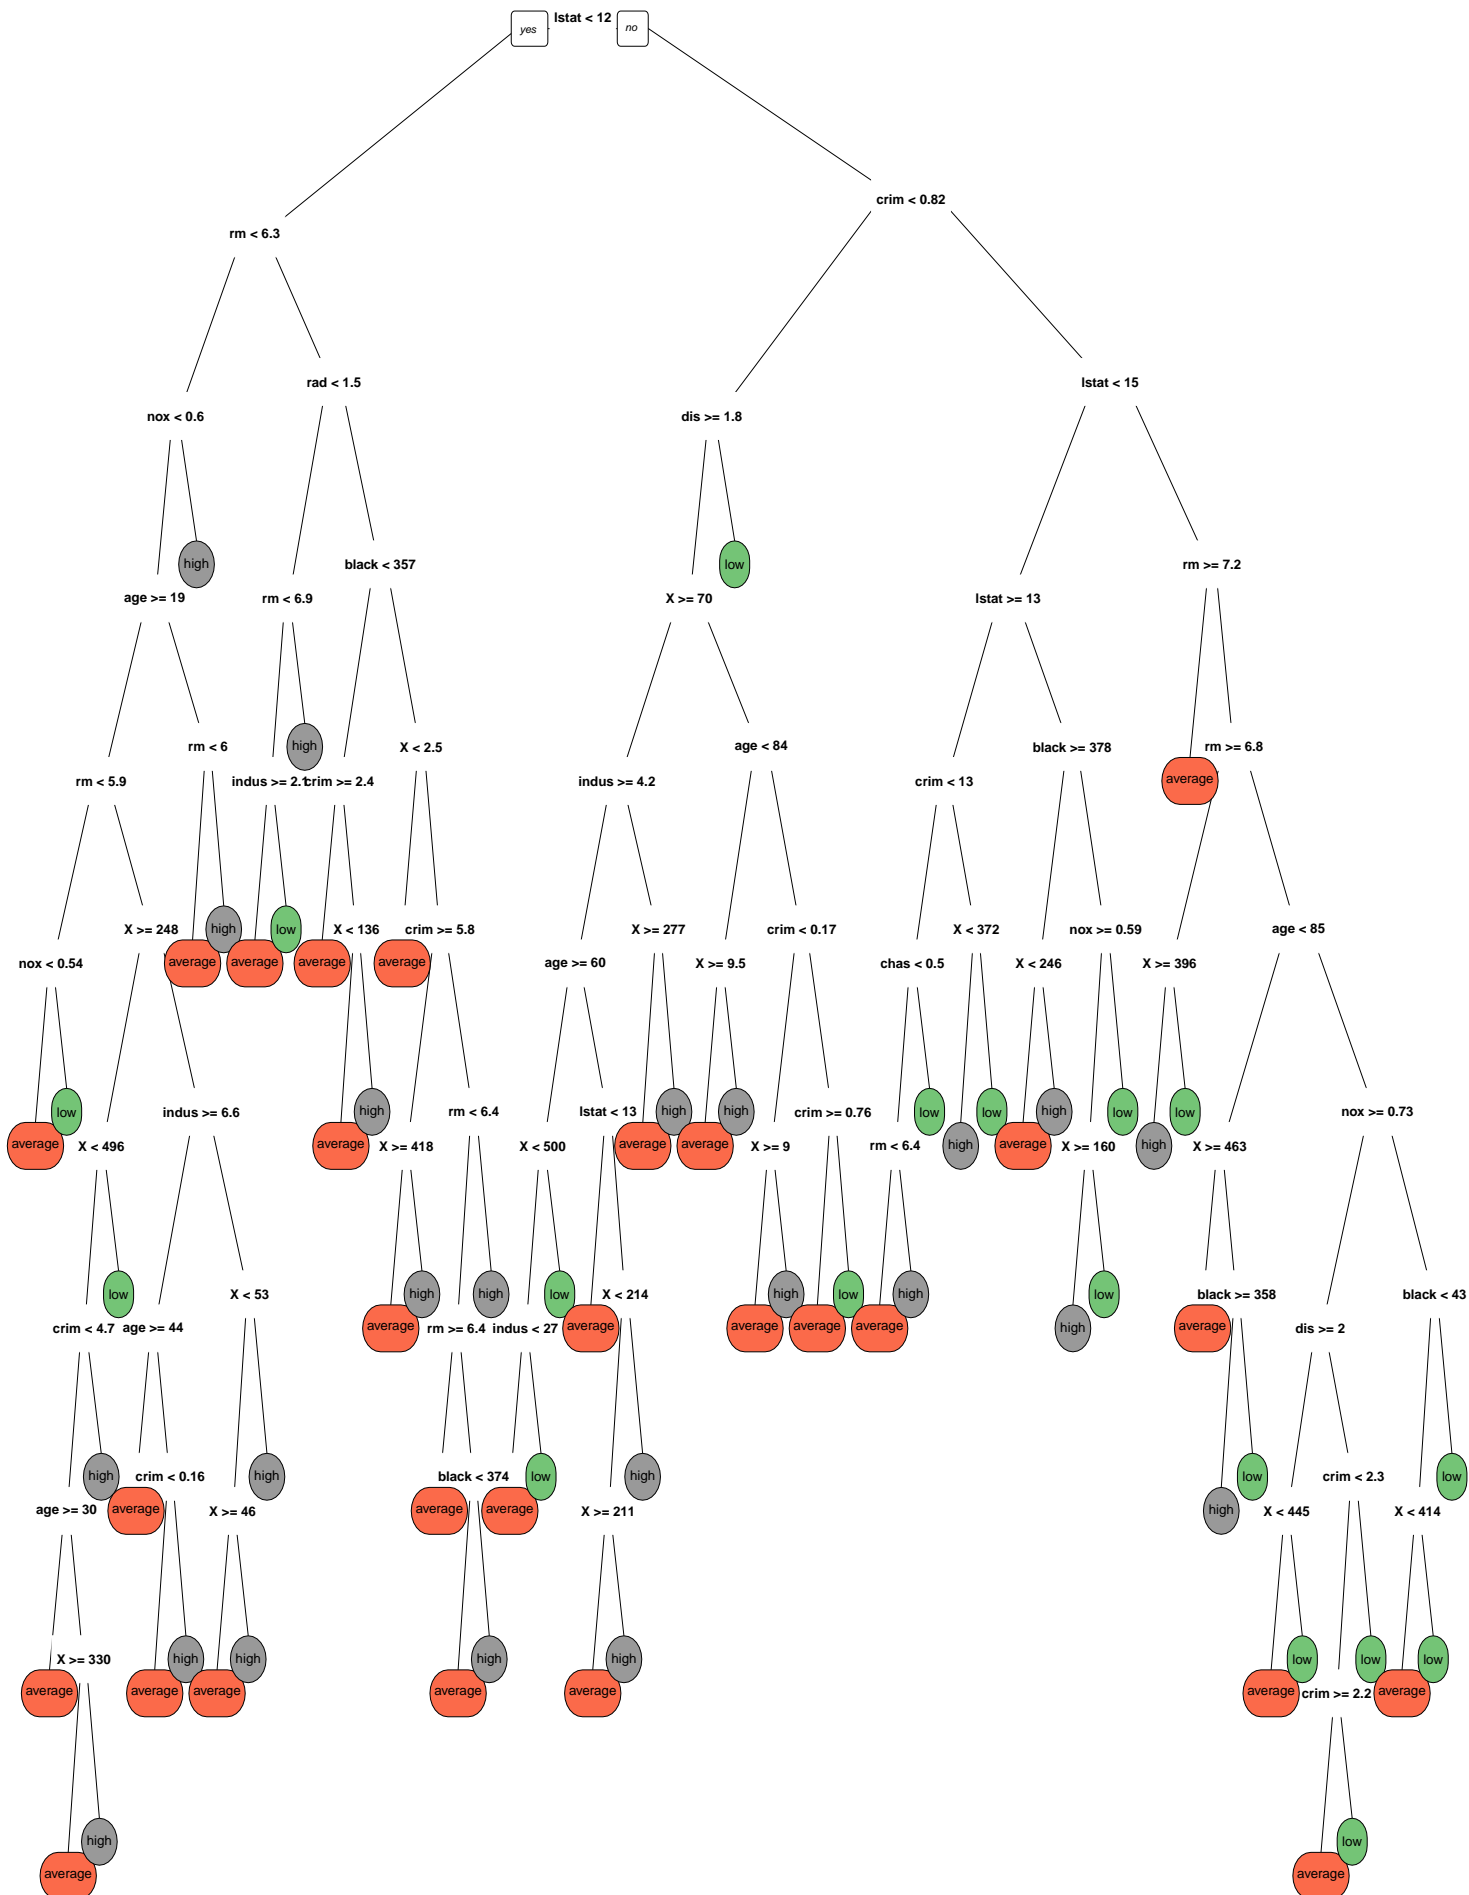 yes
lstat < 12
no
crim < 0.82
rm < 6.3
rad < 1.5
lstat < 15
nox < 0.6
dis >= 1.8
high
black < 357
low
rm >= 7.2
age >= 19
rm < 6.9
X >= 70
lstat >= 13
rm < 6
high
X < 2.5
age < 84
black >= 378
rm >= 6.8
rm < 5.9
indus >= 2.1
crim >= 2.4
indus >= 4.2
crim < 13
average
X >= 248
high
low
X < 136
crim >= 5.8
X >= 277
crim < 0.17
X < 372
nox >= 0.59
age < 85
nox < 0.54
average
average
average
average
age >= 60
X >= 9.5
chas < 0.5
X < 246
X >= 396
low
indus >= 6.6
high
rm < 6.4
lstat < 13
high
high
crim >= 0.76
low
low
high
low
low
nox >= 0.73
average
X < 496
average
X >= 418
X < 500
average
average
X >= 9
rm < 6.4
high
average
X >= 160
high
X >= 463
low
X < 53
high
high
low
X < 214
high
low
high
low
black >= 358
black < 43
crim < 4.7
age >= 44
average
rm >= 6.4
indus < 27
average
average
average
average
high
average
dis >= 2
high
crim < 0.16
high
black < 374
low
high
low
crim < 2.3
low
age >= 30
average
X >= 46
average
average
X >= 211
high
X < 445
X < 414
X >= 330
high
high
high
high
low
low
low
average
average
average
average
average
average
crim >= 2.2
average
high
low
average
average